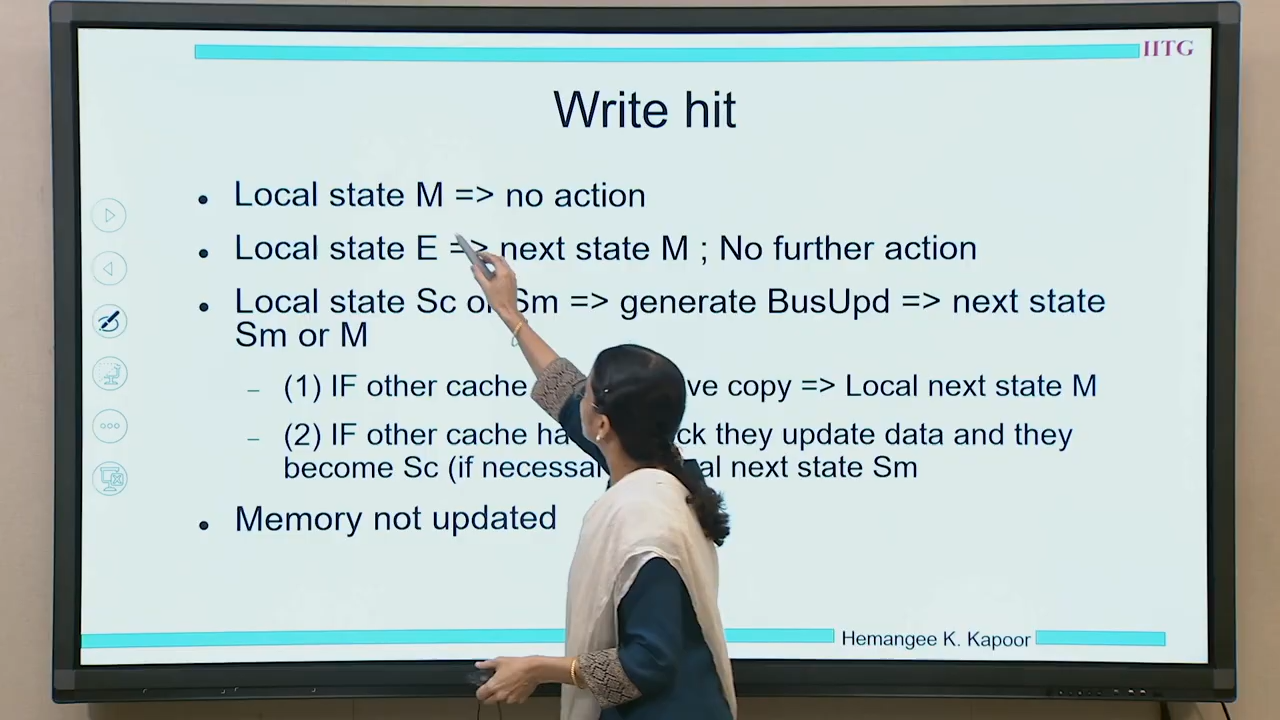 IITG
Write hit
• Local state M => no action
• Local state E => next state M ; No further action
• Local state Sc or Sm => generate BusUpd => next state
Sm or M
– (1) IF other cache copy => Local next state M
– (2) IF other cache they update data and they
become Sc (if next state Sm
• Memory not updated
Hemangee K. Kapoor